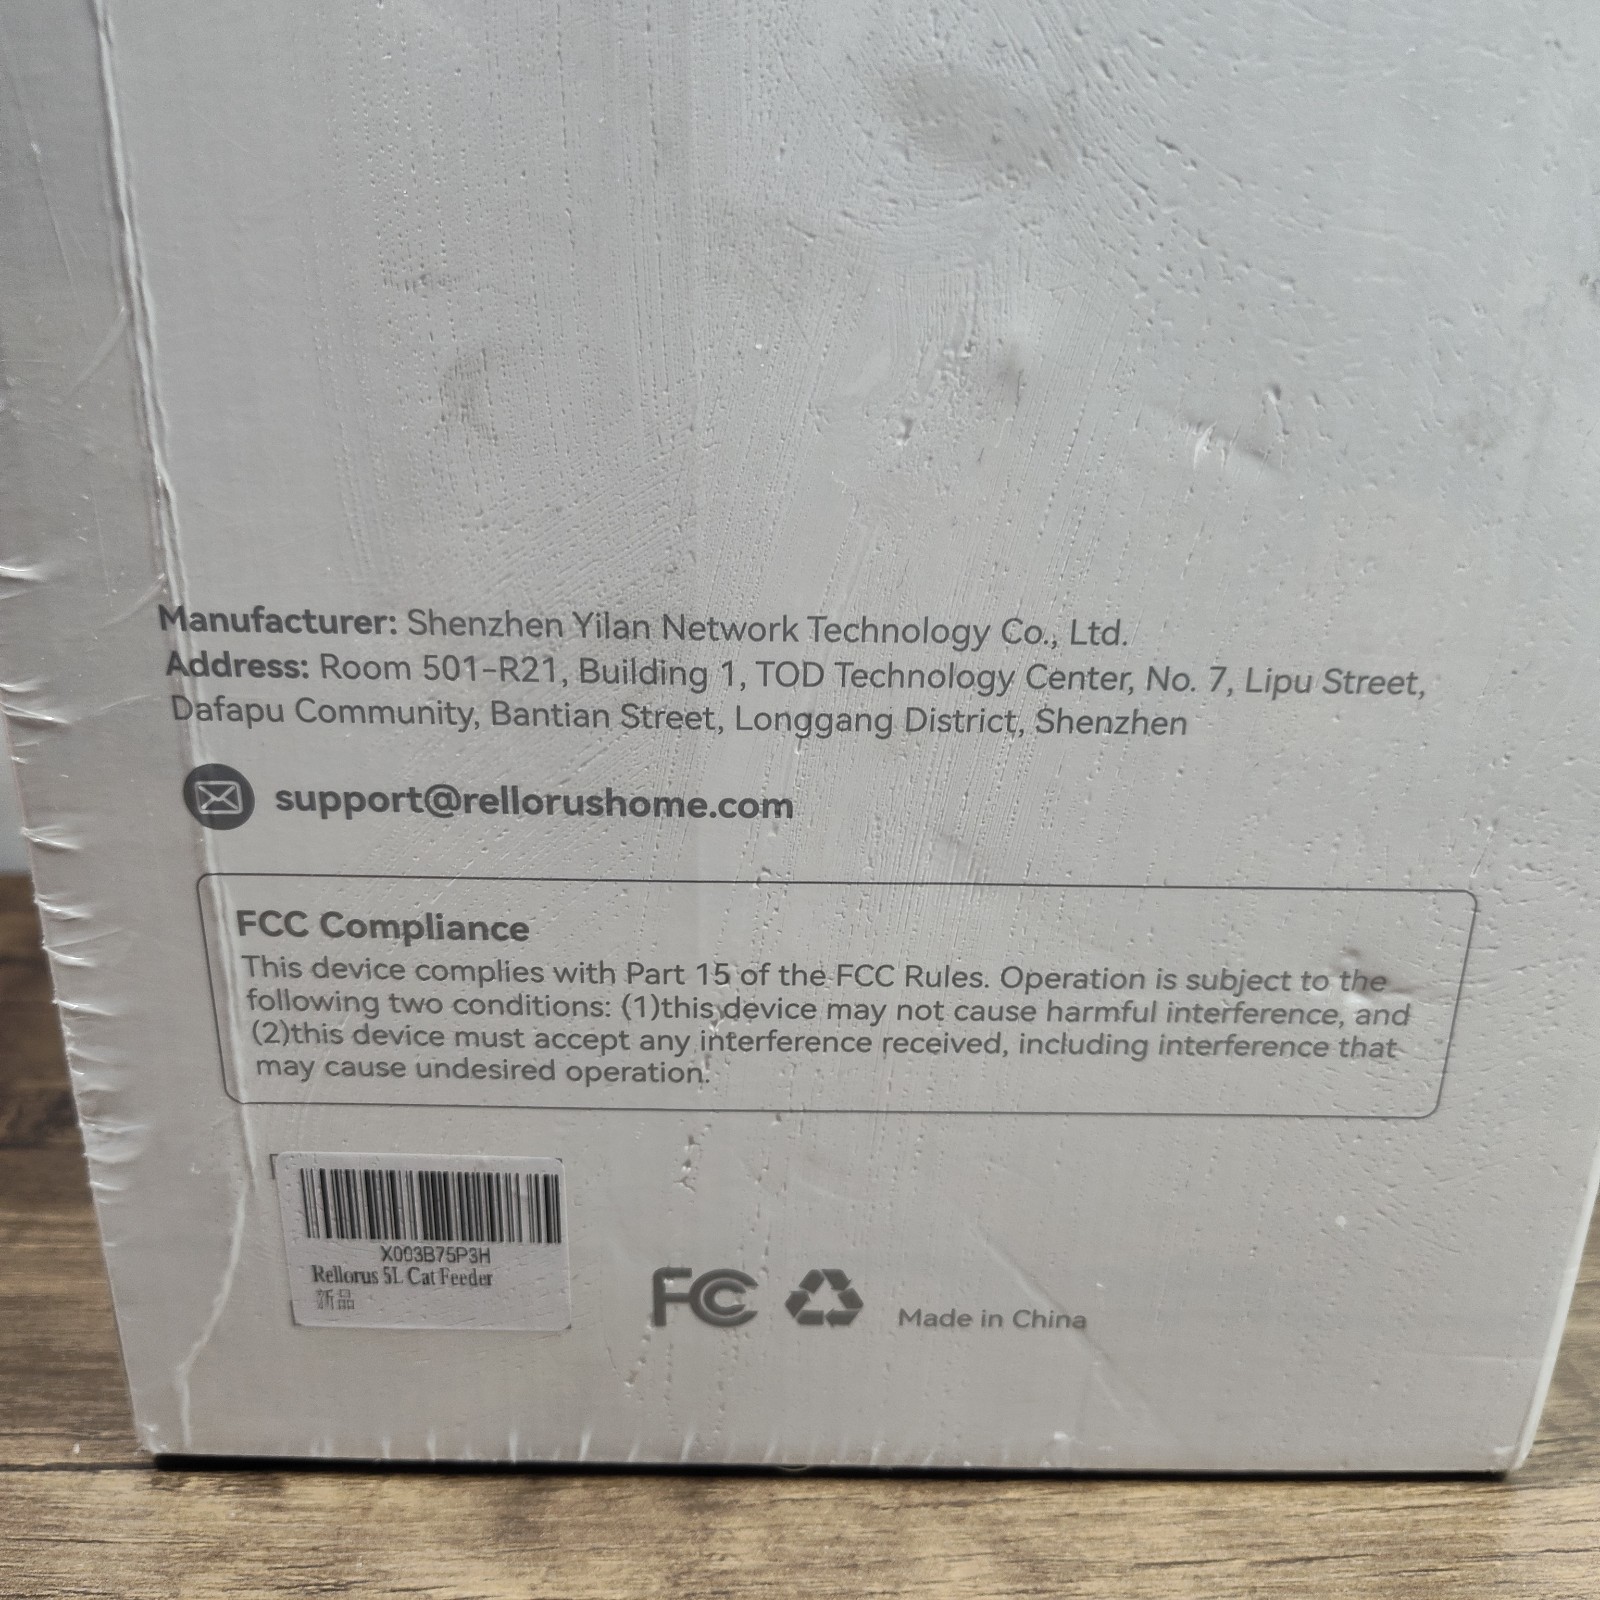 Manufacturer: Shenzhen Yilan Network Technology Co., Ltd.
Address: Room 501-R21, Building 1, TOD Technology Center, No. 7, Lipu Street,
Dafapu Community, Bantian Street, Longgang District, Shenzhen
support@rellorushome.com
FCC Compliance
This device complies with Part 15 of the FCC Rules. Operation is subject to the
following two conditions: (1)this device may not cause harmful interference, and
(2)this device must accept any interference received, including interference that
may cause undesired operation.
X003B75P3H
Rellorus 5L Cat Feeder
新品
FC
Made in China